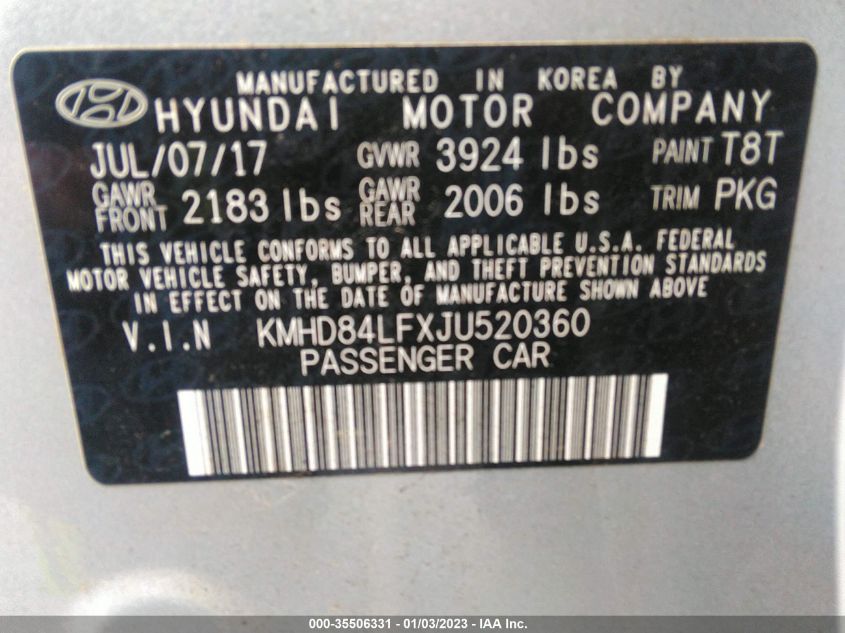 MANUFACTURED IN KOREA BY
HYUNDAI MOTOR COMPANY
JUL/07/17 GVWR 3924 lbs PAINT T8T
GAWR FRONT 2183 lbs GAWR REAR 2006 lbs TRIM PKG
THIS VEHICLE CONFORMS TO ALL APPLICABLE U.S.A. FEDERAL
MOTOR VEHICLE SAFETY, BUMPER, AND THEFT PREVENTION STANDARDS
IN EFFECT ON THE DATE OF MANUFACTURE SHOWN ABOVE
V.I.N KMHD84LFXJU520360
PASSENGER CAR
000-35506331 - 01/03/2023 - IAA Inc.